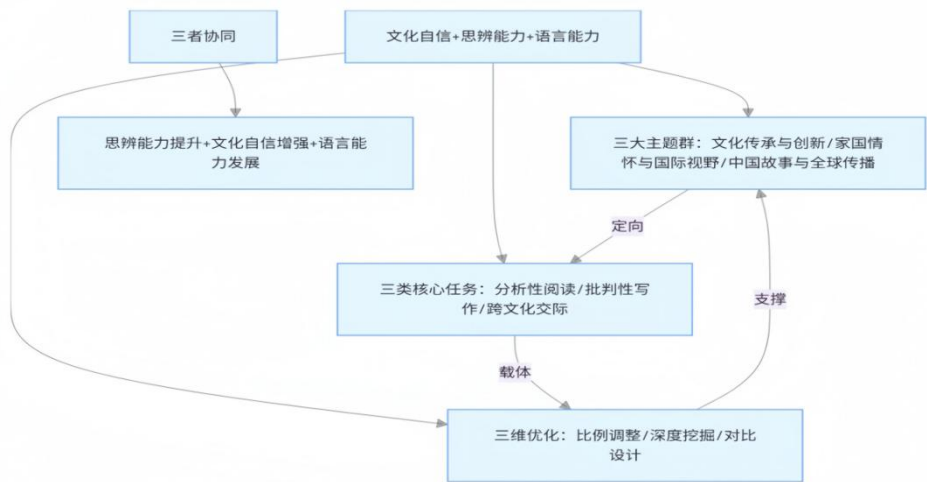 三者协同
文化自信+思辨能力+语言能力
思辨能力提升+文化自信增强+语言能
力发展
三大主题群：文化传承与创新/家国情
怀与国际视野/中国故事与全球传播
定向
三类核心任务：分析性阅读/批判性写
作/跨文化交际
支撑
载体
三维优化：比例调整/深度挖掘/对比
设计